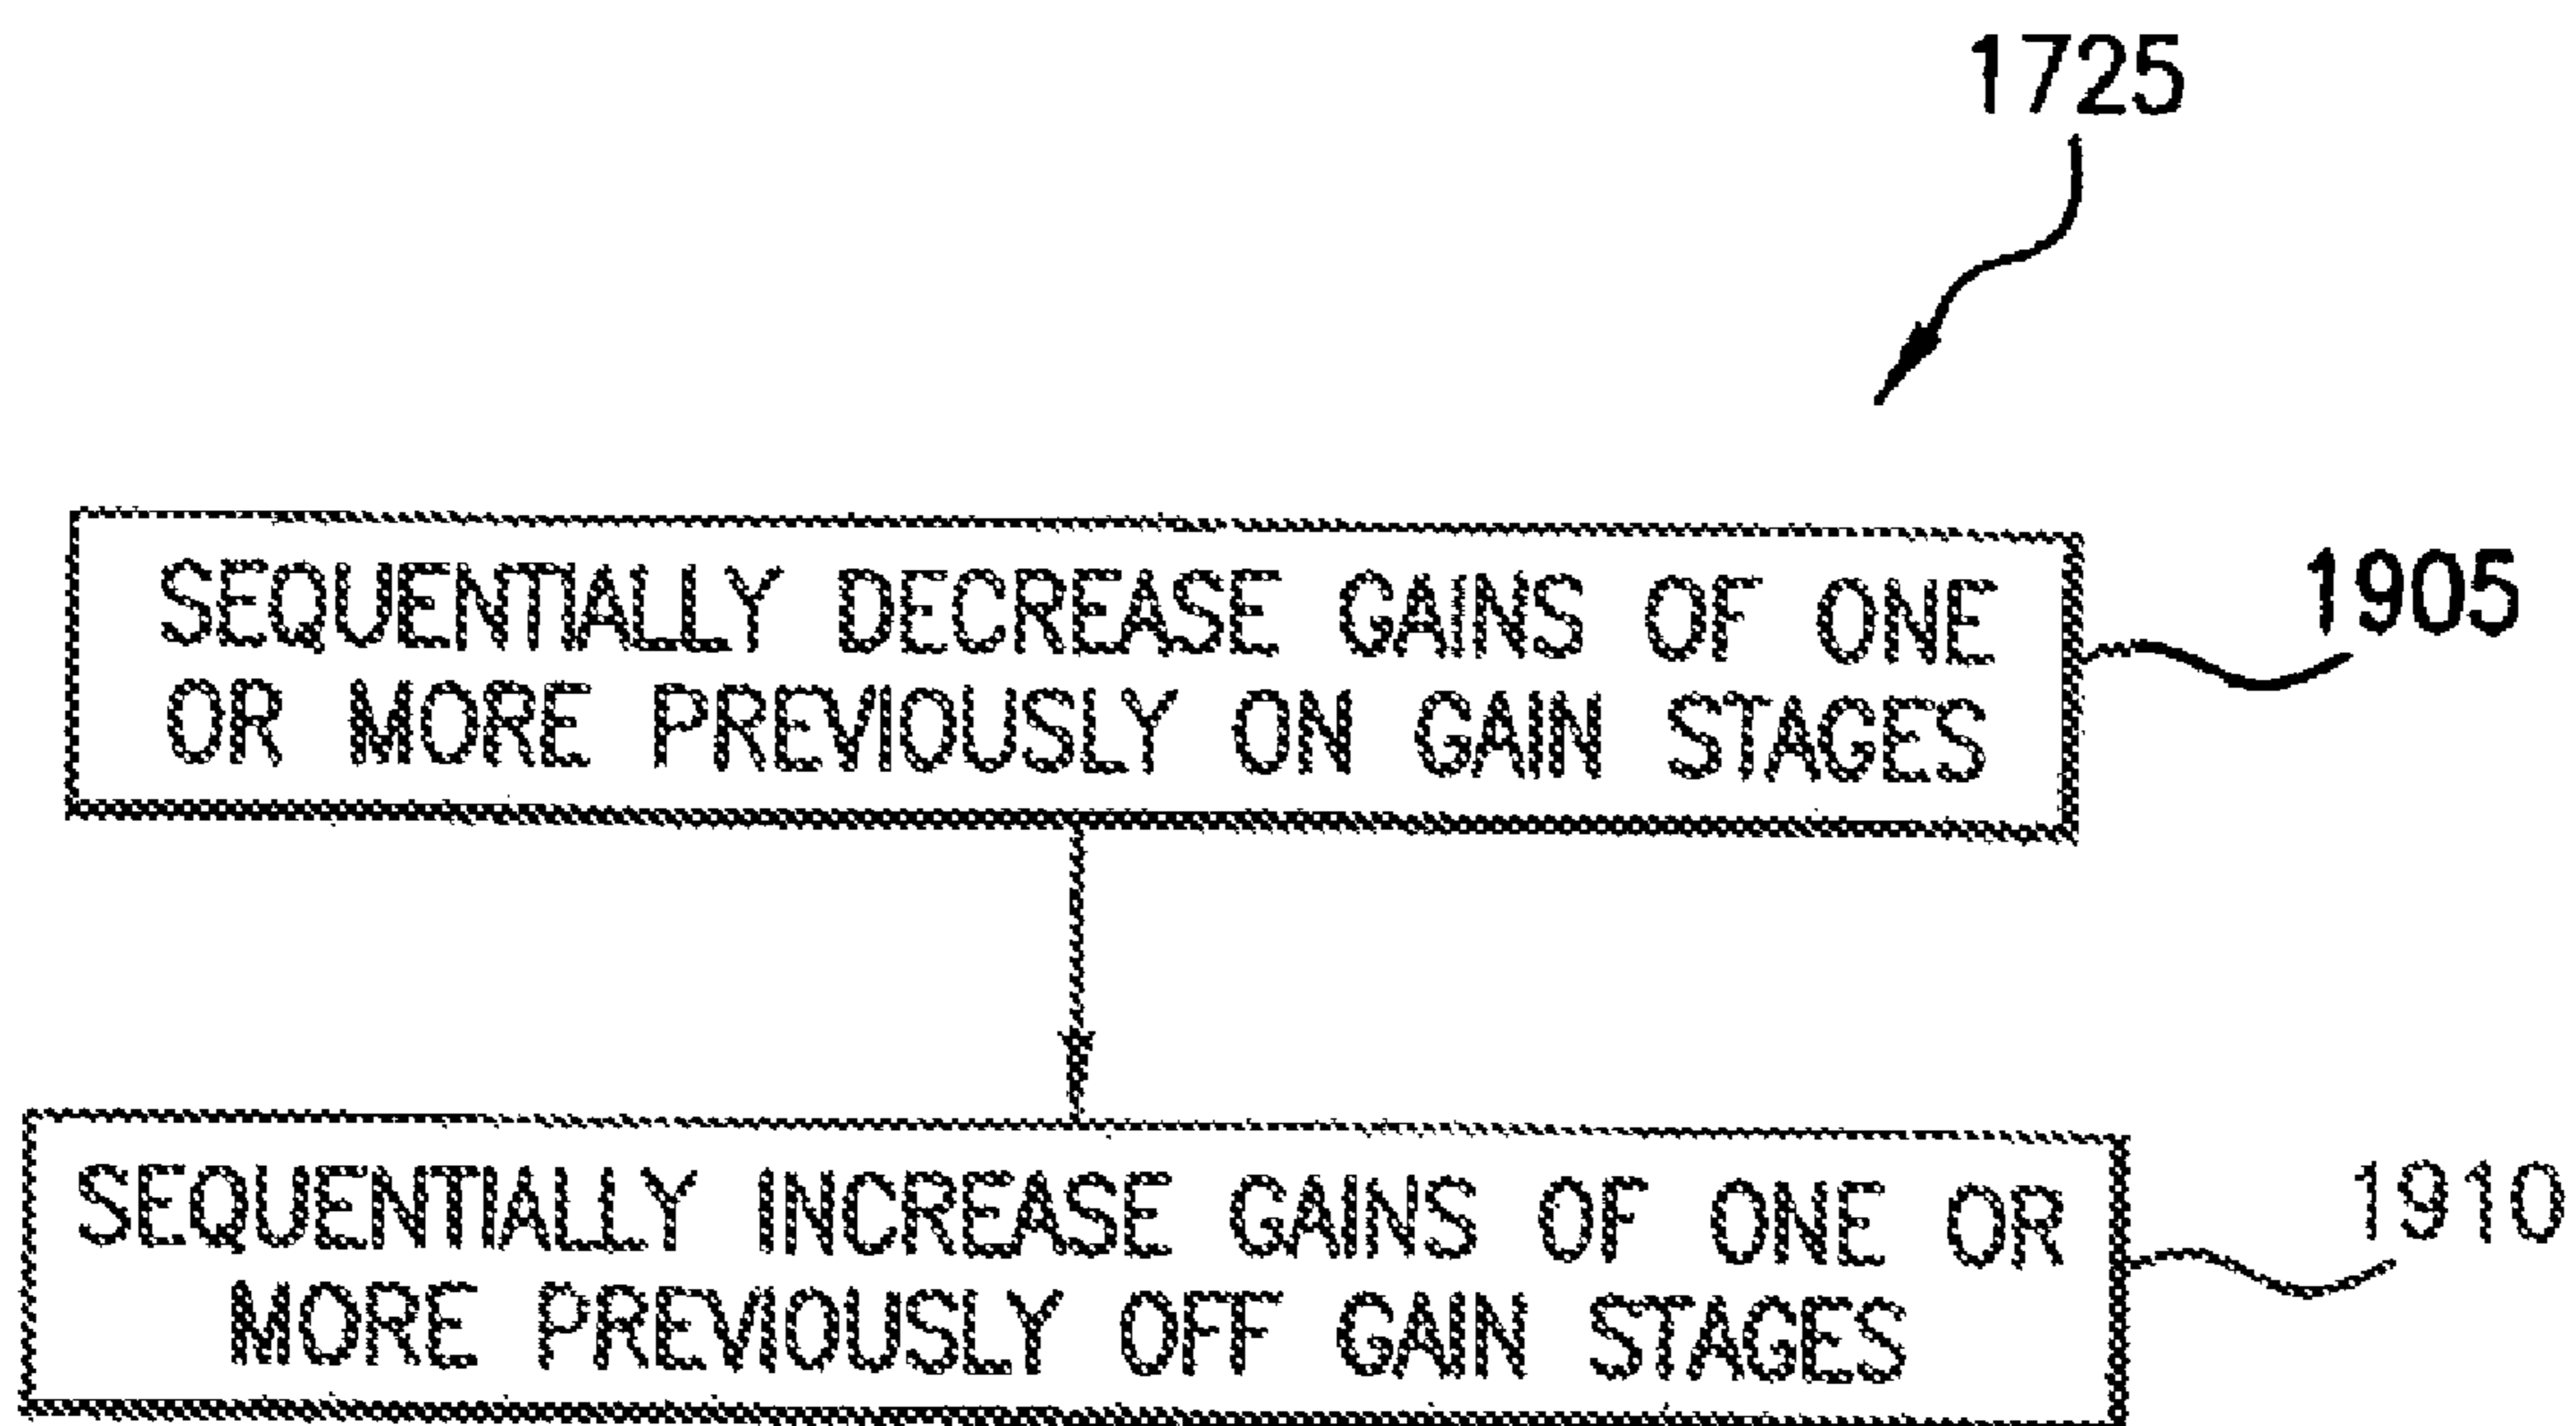 1725
SEQUENTIALLY DECREASE GAINS OF ONE
OR MORE PREVIOUSLY ON GAIN STAGES
1905
SEQUENTIALLY INCREASE GAINS OF ONE OR
MORE PREVIOUSLY OFF GAIN STAGES
1910